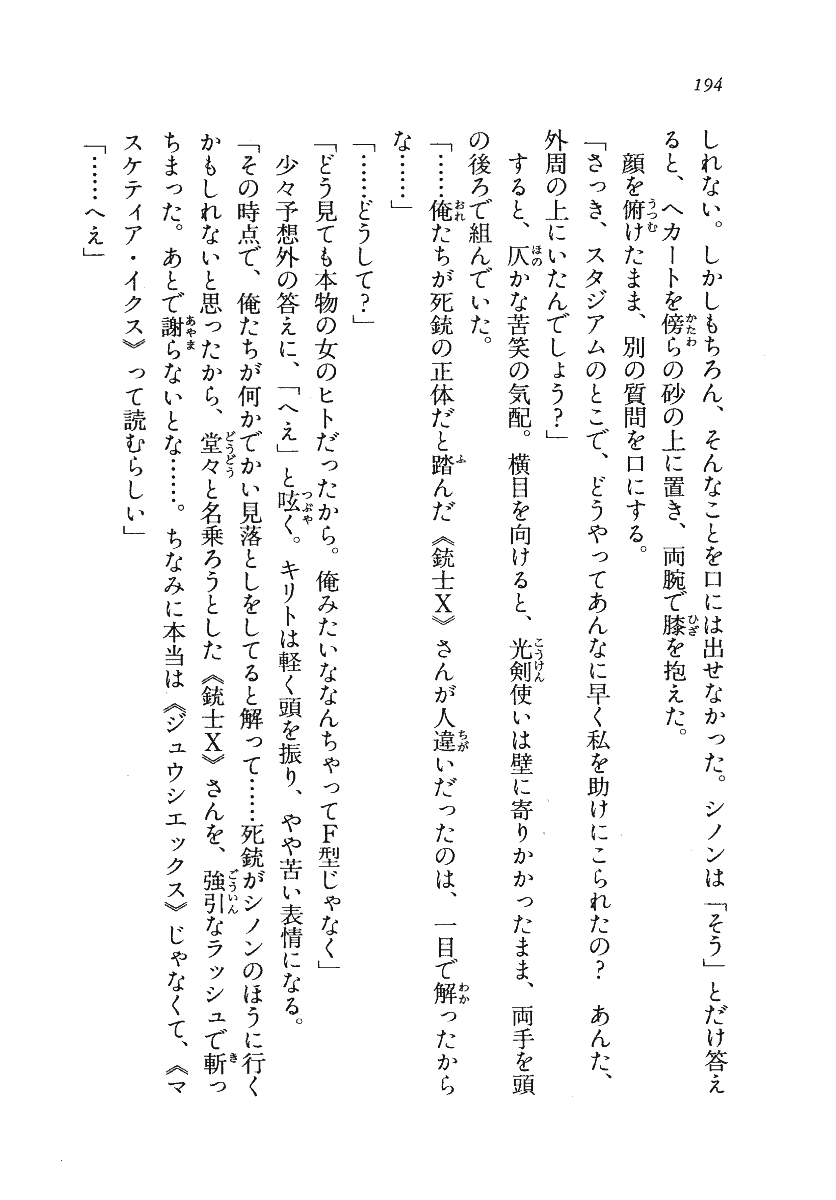 194
しれない。しかしもちろん、そんなことを口には出せなかった。シノンは「そう」とだけ答え
ると、ヘカートを傍らの砂の上に置き、両腕で膝を抱えた。
　顔を俯けたまま、別の質問を口にする。
「さっき、スタジアムのとこで、どうやってあんなに早く私を助けにこられたの？　あんた、
外周の上にいたんでしょう？」
　すると、仄かな苦笑の気配。横目を向けると、光剣使いは壁に寄りかかったまま、両手を頭
の後ろで組んでいた。
「……俺たちが死銃の正体だと踏んだ《銃士X》さんが人違いだったのは、一目で解ったから
な……」
「……どうして？」
「どう見ても本物の女のヒトだったから。俺みたいななんちゃってF型じゃなく」
　少々予想外の答えに、「へえ」と呟く。キリトは軽く頭を振り、やや苦い表情になる。
「その時点で、俺たちが何かでかい見落としをしてると解って……死銃がシノンのほうに行く
かもしれないと思ったから、堂々と名乗ろうとした《銃士X》さんを、強引なラッシュで斬っ
ちまった。あとで謝らないとな……。ちなみに本当は《ジュウシエックス》じゃなくて、《マ
スケティア・イクス》って読むらしい」
「……へえ」